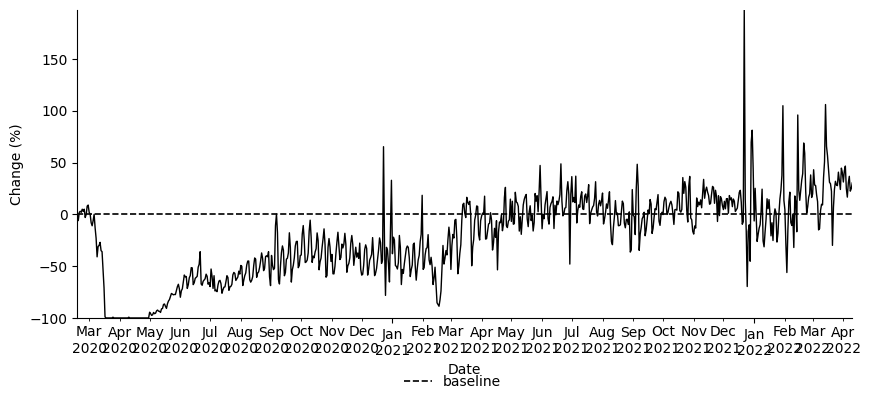 Change (%)
150
100
50
0
−50
−100
Mar Apr May Jun Jul Aug Sep Oct Nov Dec Jan Feb Mar Apr May Jun Jul Aug Sep Oct Nov Dec Jan Feb Mar Apr
2020 2020 2020 2020 2020 2020 2020 2020 2020 2020 2021 2021 2021 2021 2021 2021 2021 2021 2021 2021 2021 2021 2022 2022 2022 2022
Date
baseline